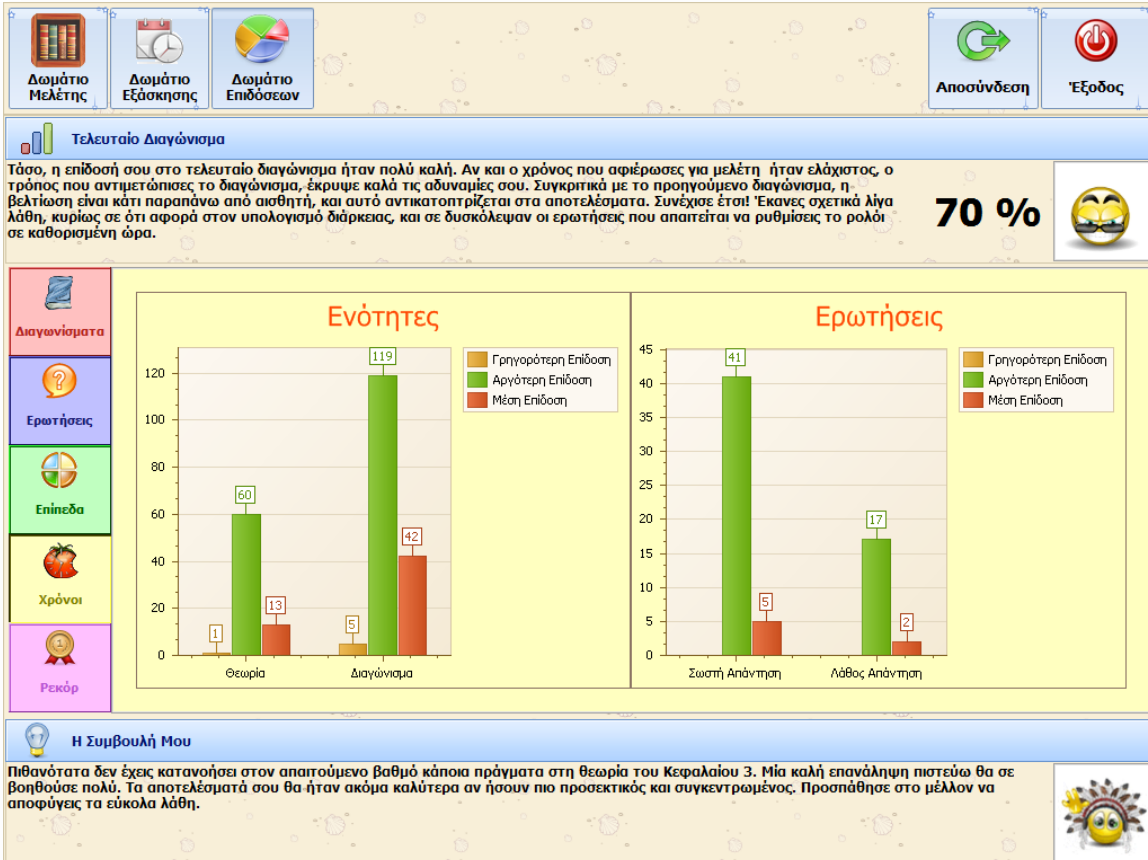 Δωμάτιο
Μελέτης
Δωμάτιο
Εξάσκησης
Δωμάτιο
Επιδόσεων
Αποσύνδεση
Έξοδος
Τελευταίο Διαγώνισμα
Τάσο, η επίδοσή σου στο τελευταίο διαγώνισμα ήταν πολύ καλή. Αν και ο χρόνος που αφιέρωσες για μελέτη ήταν ελάχιστος, ο
τρόπος που αντιμετώπισες το διαγώνισμα, έκρυψε καλά τις αδυναμίες σου. Συγκριτικά με το προηγούμενο διαγώνισμα, η
βελτίωση είναι κάτι παραπάνω από αισθητή, και αυτό αντικατοπτρίζεται στα αποτελέσματα. Συνέχισε έτσι! Έκανες σχετικά λίγα
λάθη, κυρίως σε ότι αφορά στον υπολογισμό διάρκειας, και σε δυσκόλεψαν οι ερωτήσεις που απαιτείται να ρυθμίσεις το ρολόι
σε καθορισμένη ώρα.
70 %
Διαγωνίσματα
Ερωτήσεις
Επίπεδα
Χρόνοι
Ρεκόρ
1
Ενότητες
120
100
80
60
40
20
0
1
60
13
5
119
42
Θεωρία
Διαγώνισμα
Γρηγορότερη Επίδοση
Αργότερη Επίδοση
Μέση Επίδοση
Ερωτήσεις
45
40
35
30
25
20
15
10
5
0
41
5
17
2
Σωστή Απάντηση
Λάθος Απάντηση
Γρηγορότερη Επίδοση
Αργότερη Επίδοση
Μέση Επίδοση
Η Συμβουλή Μου
Πιθανότατα δεν έχεις κατανοήσει στον απαιτούμενο βαθμό κάποια πράγματα στη θεωρία του Κεφαλαίου 3. Μία καλή επανάληψη πιστεύω θα σε
βοηθούσε πολύ. Τα αποτελέσματά σου θα ήταν ακόμα καλύτερα αν ήσουν πιο προσεκτικός και συγκεντρωμένος. Προσπάθησε στο μέλλον να
αποφύγεις τα εύκολα λάθη.